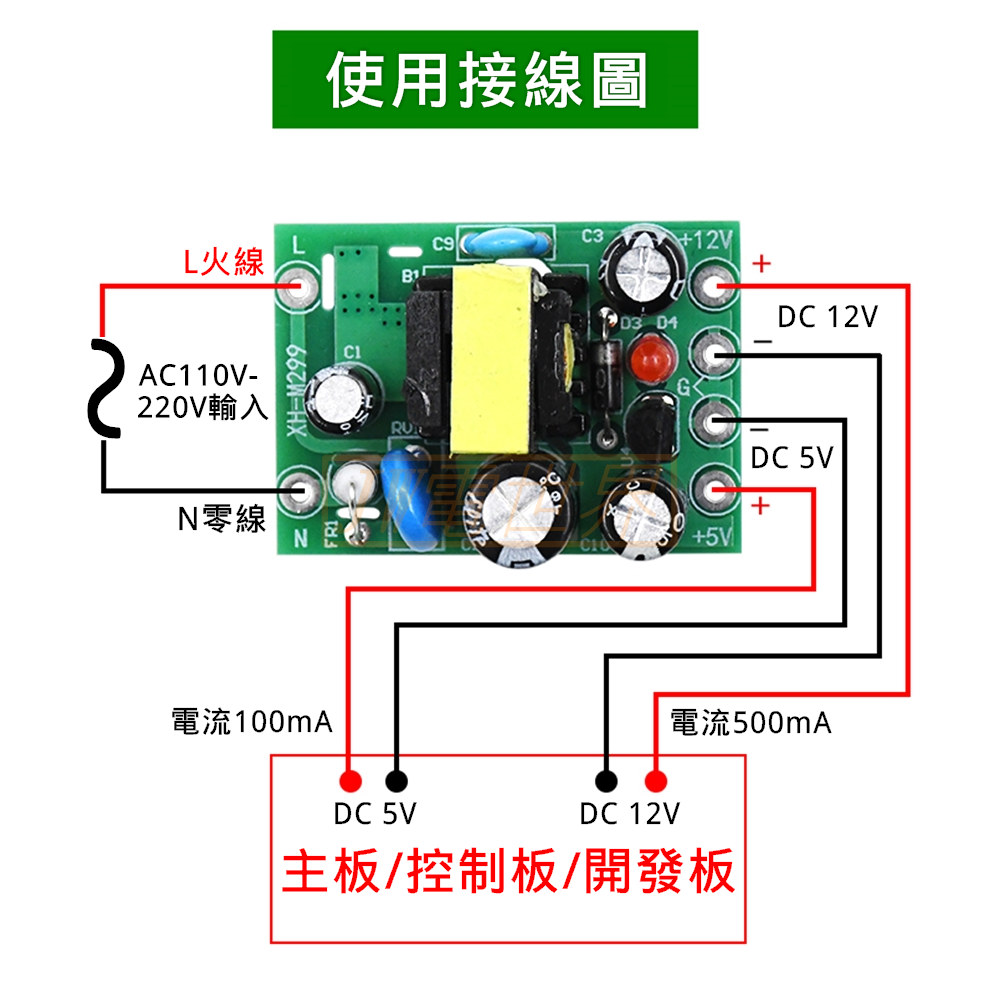 使用接線圖
L火線
L
C9
C3
+12V
+
B1
DC 12V
D3 D4
−
AC110V-
220V輸入
XH-M299
C1
G
RV1
−
DC 5V
N零線
N
FR1
C10
+5V
+
電流100mA
電流500mA
DC 5V
DC 12V
主板/控制板/開發板